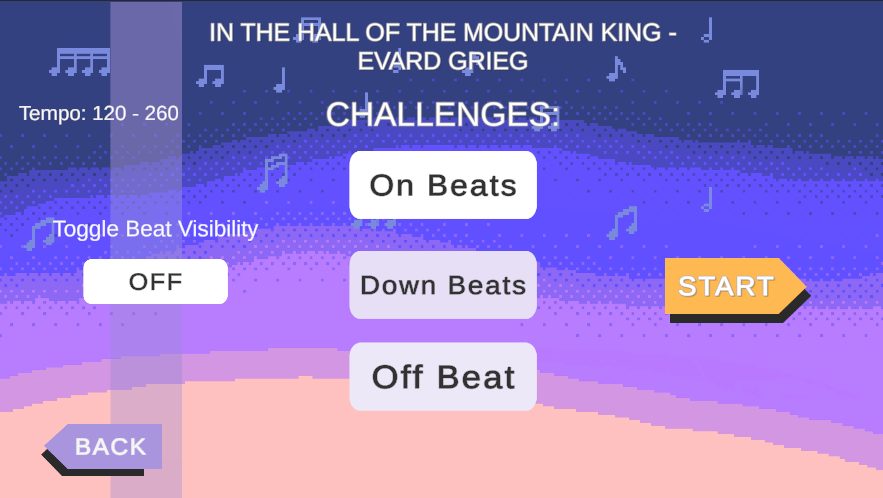 IN THE HALL OF THE MOUNTAIN KING -
EVARD GRIEG
Tempo: 120 - 260
CHALLENGES:
On Beats
Toggle Beat Visibility
OFF
Down Beats
START
Off Beat
BACK